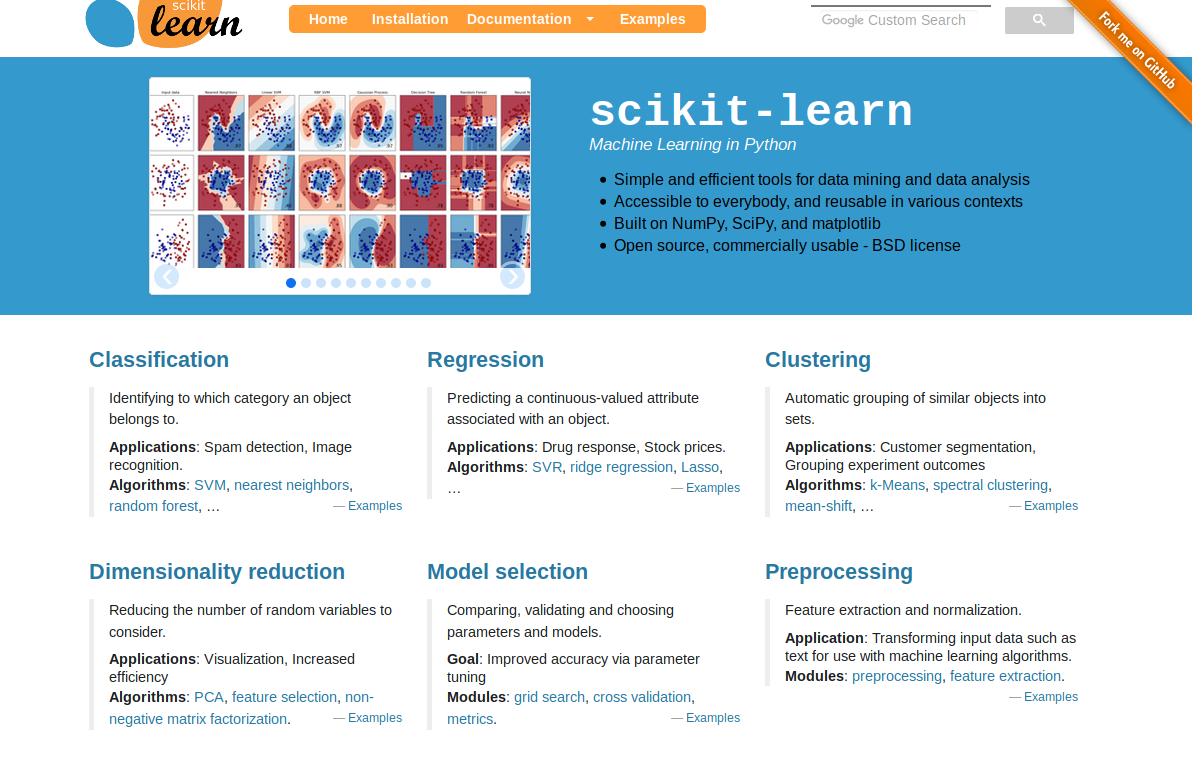 scikit
learn
Home Installation Documentation Examples
Google Custom Search
Fork me on GitHub
Input data Nearest Neighbors Linear SVM RBF SVM Gaussian Process Decision Tree Random Forest Neural N
scikit-learn
Machine Learning in Python
Simple and efficient tools for data mining and data analysis
Accessible to everybody, and reusable in various contexts
Built on NumPy, SciPy, and matplotlib
Open source, commercially usable - BSD license
Classification
Identifying to which category an object
belongs to.
Applications: Spam detection, Image
recognition.
Algorithms: SVM, nearest neighbors,
random forest, … — Examples
Regression
Predicting a continuous-valued attribute
associated with an object.
Applications: Drug response, Stock prices.
Algorithms: SVR, ridge regression, Lasso,
… — Examples
Clustering
Automatic grouping of similar objects into
sets.
Applications: Customer segmentation,
Grouping experiment outcomes
Algorithms: k-Means, spectral clustering,
mean-shift, … — Examples
Dimensionality reduction
Reducing the number of random variables to
consider.
Applications: Visualization, Increased
efficiency
Algorithms: PCA, feature selection, non-
negative matrix factorization. — Examples
Model selection
Comparing, validating and choosing
parameters and models.
Goal: Improved accuracy via parameter
tuning
Modules: grid search, cross validation,
metrics. — Examples
Preprocessing
Feature extraction and normalization.
Application: Transforming input data such as
text for use with machine learning algorithms.
Modules: preprocessing, feature extraction.
— Examples